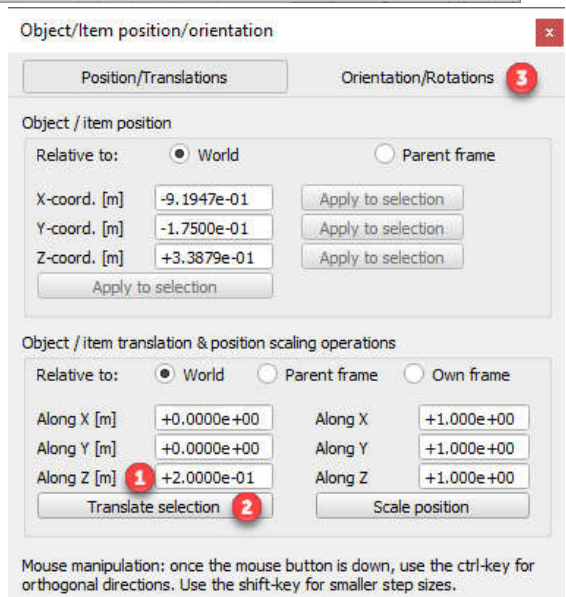 Object/Item position/orientation x
Position/Translations Orientation/Rotations 3
Object / item position
Relative to: World Parent frame
X-coord. [m] -9.1947e-01 Apply to selection
Y-coord. [m] -1.7500e-01 Apply to selection
Z-coord. [m] +3.3879e-01 Apply to selection
Apply to selection
Object / item translation & position scaling operations
Relative to: World Parent frame Own frame
Along X [m] +0.0000e+00 Along X +1.000e+00
Along Y [m] +0.0000e+00 Along Y +1.000e+00
Along Z [m] 1 +2.0000e-01 Along Z +1.000e+00
Translate selection 2 Scale position
Mouse manipulation: once the mouse button is down, use the ctrl-key for
orthogonal directions. Use the shift-key for smaller step sizes.